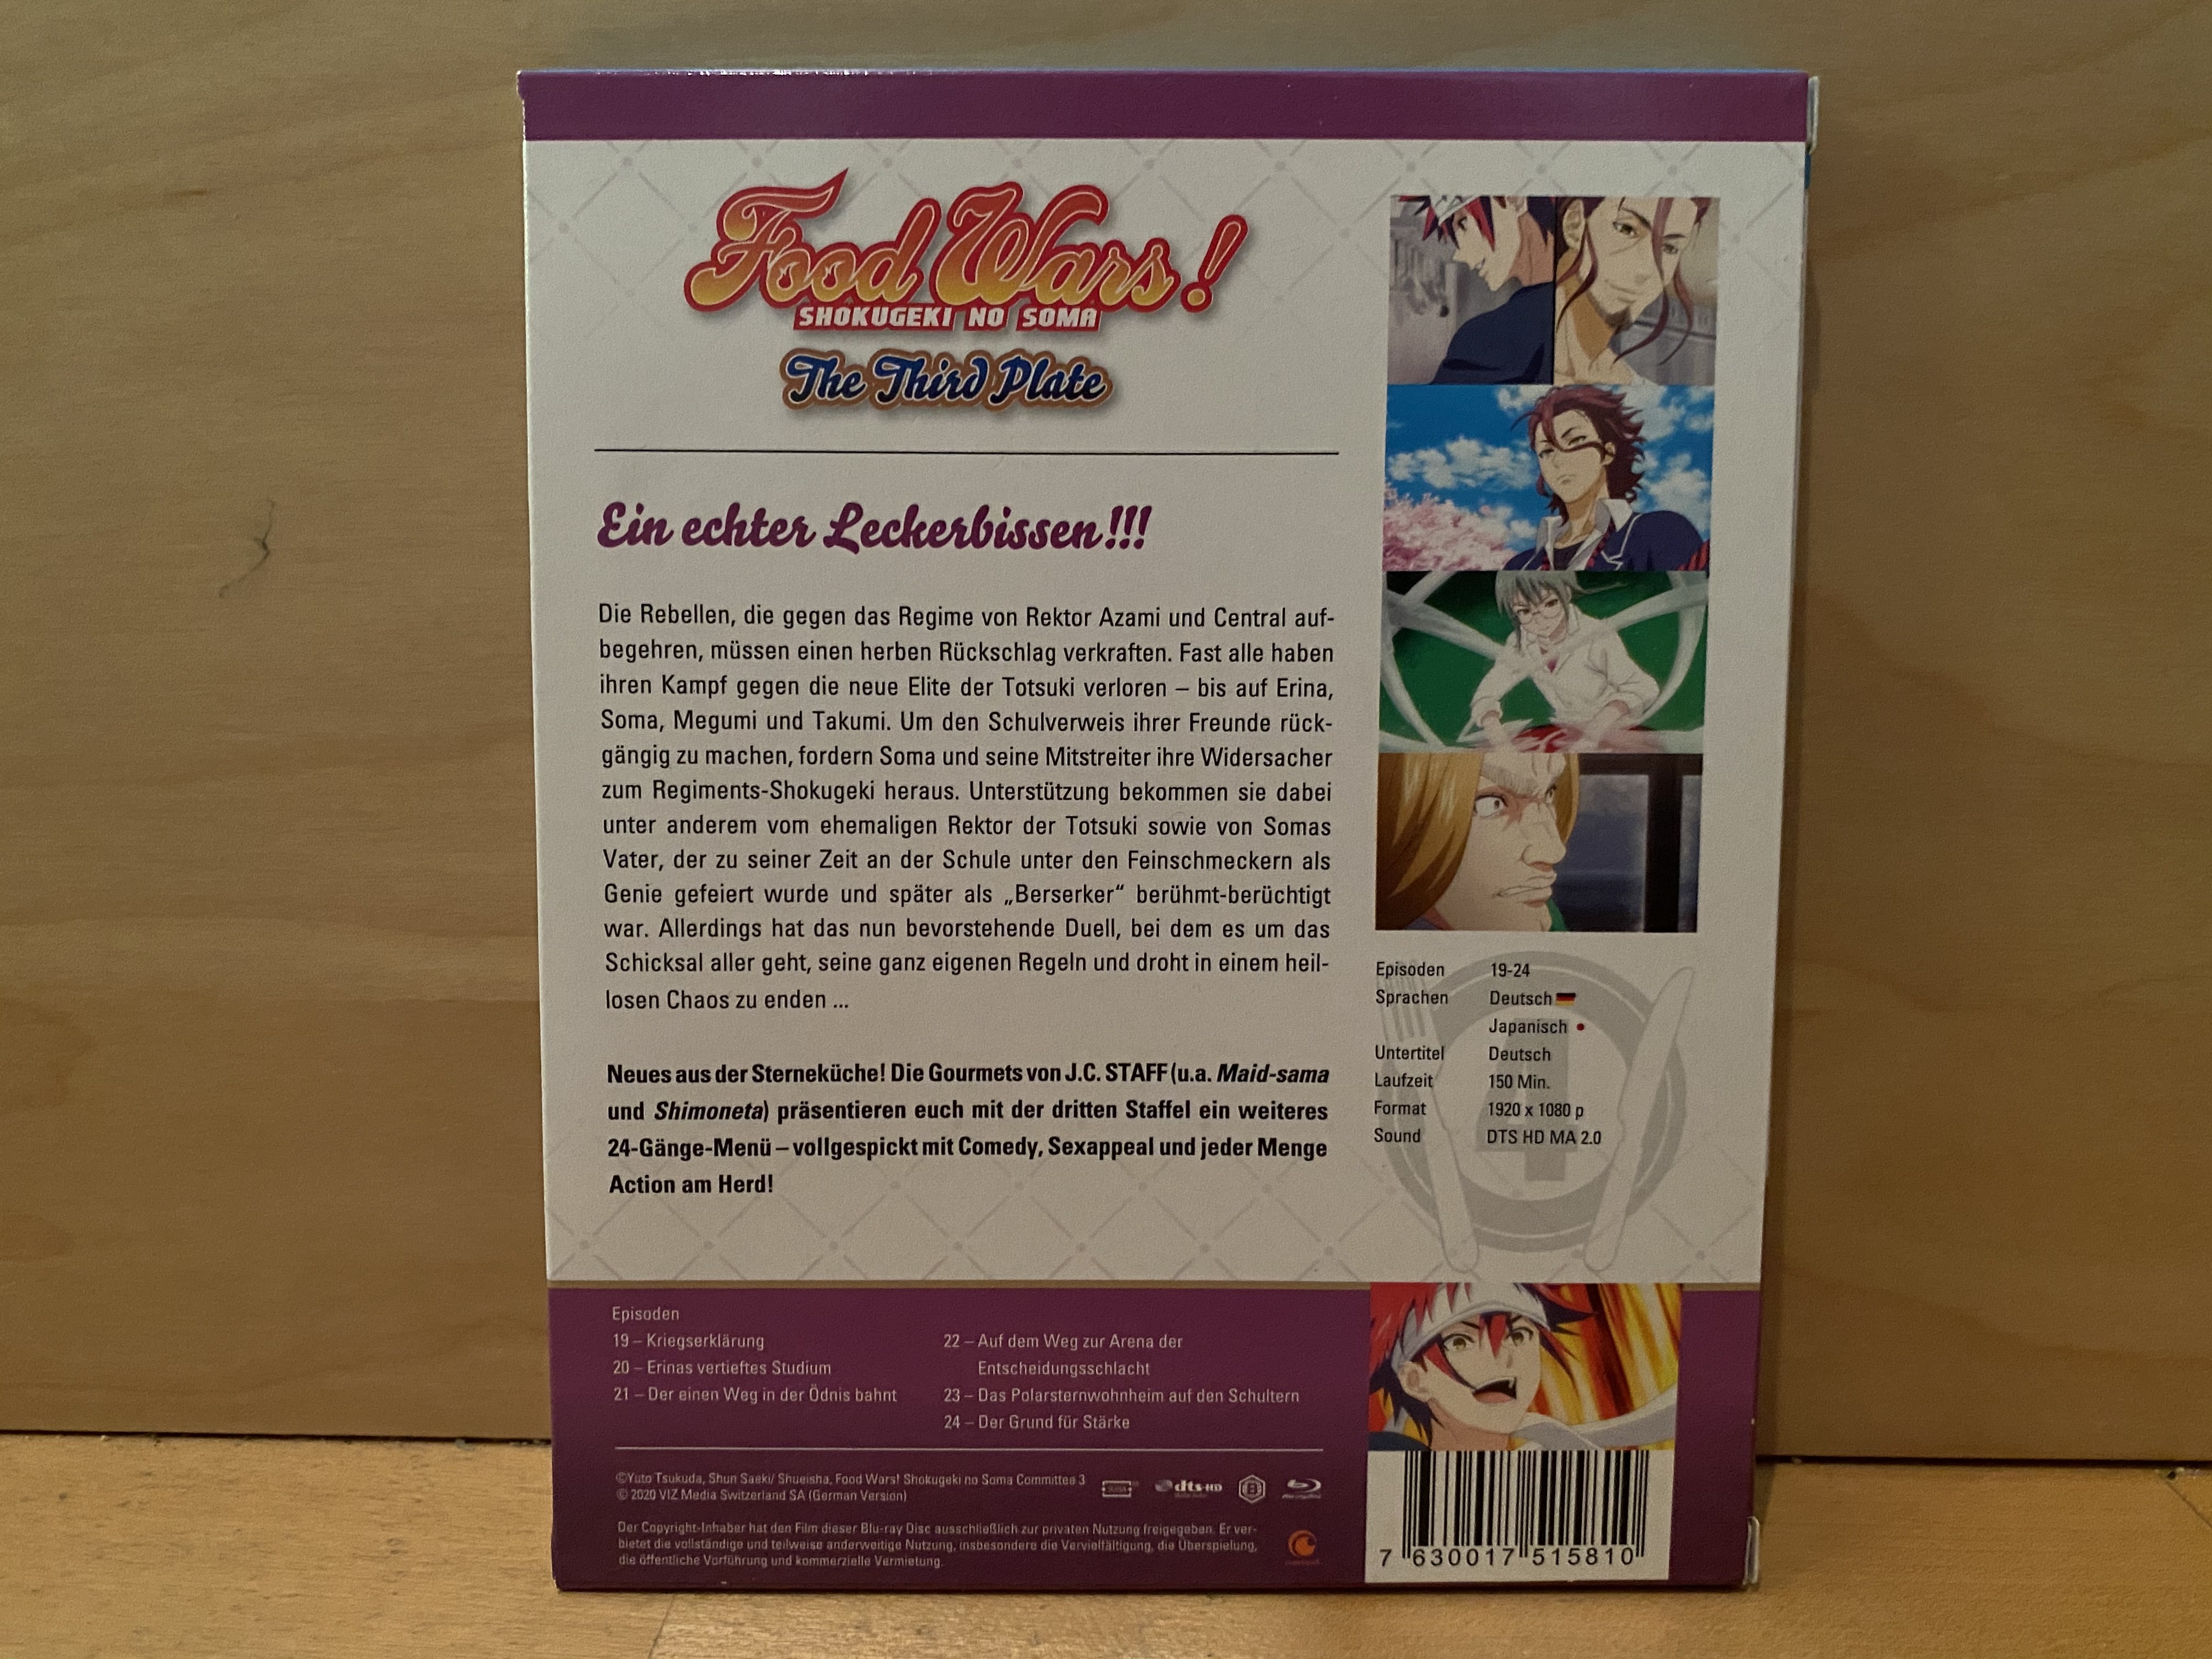 Food Wars!
SHOKUGEKI NO SOMA
The Third Plate
Ein echter Leckerbissen!!!
Die Rebellen, die gegen das Regime von Rektor Azami und Central auf-
begehren, müssen einen herben Rückschlag verkraften. Fast alle haben
ihren Kampf gegen die neue Elite der Totsuki verloren – bis auf Erina,
Soma, Megumi und Takumi. Um den Schulverweis ihrer Freunde rück-
gängig zu machen, fordern Soma und seine Mitstreiter ihre Widersacher
zum Regiments-Shokugeki heraus. Unterstützung bekommen sie dabei
unter anderem vom ehemaligen Rektor der Totsuki sowie von Somas
Vater, der zu seiner Zeit an der Schule unter den Feinschmeckern als
Genie gefeiert wurde und später als „Berserker“ berühmt-berüchtigt
war. Allerdings hat das nun bevorstehende Duell, bei dem es um das
Schicksal aller geht, seine ganz eigenen Regeln und droht in einem heil-
losen Chaos zu enden ...
Neues aus der Sterneküche! Die Gourmets von J.C. STAFF (u.a. Maid-sama
und Shimoneta) präsentieren euch mit der dritten Staffel ein weiteres
24-Gänge-Menü – vollgespickt mit Comedy, Sexappeal und jeder Menge
Action am Herd!
4
Episoden 19-24
Sprachen Deutsch
Japanisch
Untertitel Deutsch
Laufzeit 150 Min.
Format 1920 x 1080 p
Sound DTS HD MA 2.0
Episoden
19 – Kriegserklärung
20 – Erinas vertieftes Studium
21 – Der einen Weg in der Ödnis bahnt
22 – Auf dem Weg zur Arena der
Entscheidungsschlacht
23 – Das Polarsternwohnheim auf den Schultern
24 – Der Grund für Stärke
©Yuto Tsukuda, Shun Saeki/ Shueisha, Food Wars! Shokugeki no Soma Committee 3
© 2020 VIZ Media Switzerland SA (German Version)
dts-HD
B
Der Copyright-Inhaber hat den Film dieser Blu-ray Disc ausschließlich zur privaten Nutzung freigegeben. Er ver-
bietet die vollständige und teilweise anderweitige Nutzung, insbesondere die Vervielfältigung, die Überspielung,
die öffentliche Vorführung und kommerzielle Vermietung.
7 630017 515810